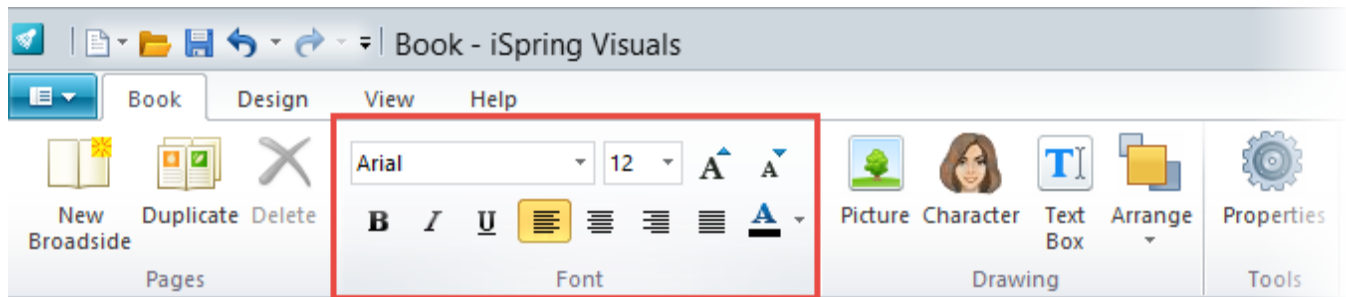 Book - iSpring Visuals
Book Design View Help
Arial 12 A A
New Broadside Duplicate Delete
B I U A
Picture Character Text Box Arrange Properties
Pages Font Drawing Tools